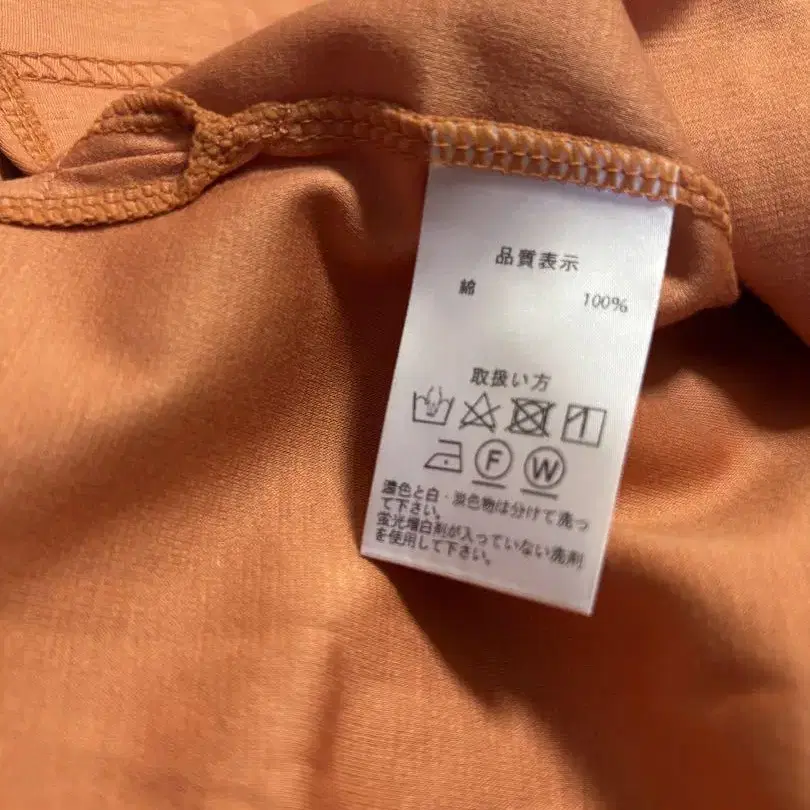 品質表示
綿 100%
取扱い方
F W
濃色と白・淡色物は分けて洗っ
て下さい。
蛍光増白剤が入っていない洗剤
を使用して下さい。